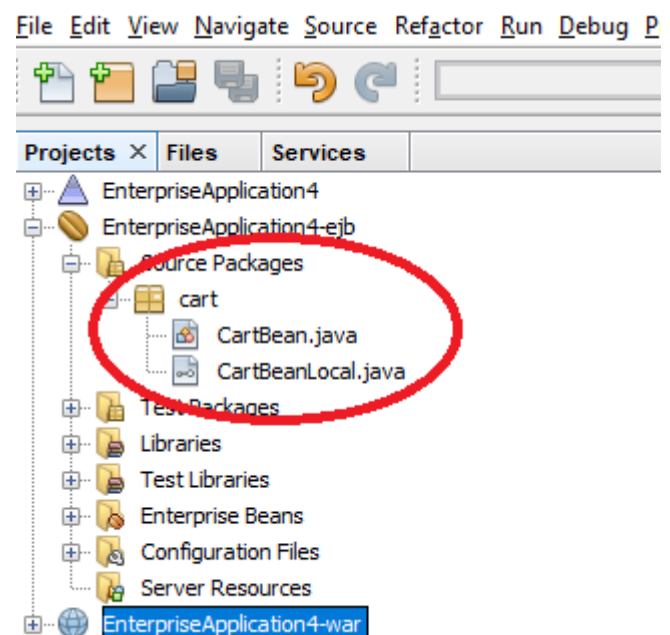 File Edit View Navigate Source Refactor Run Debug P
Projects × Files Services
EnterpriseApplication4
EnterpriseApplication4-ejb
Source Packages
cart
CartBean.java
CartBeanLocal.java
Test Packages
Libraries
Test Libraries
Enterprise Beans
Configuration Files
Server Resources
EnterpriseApplication4-war